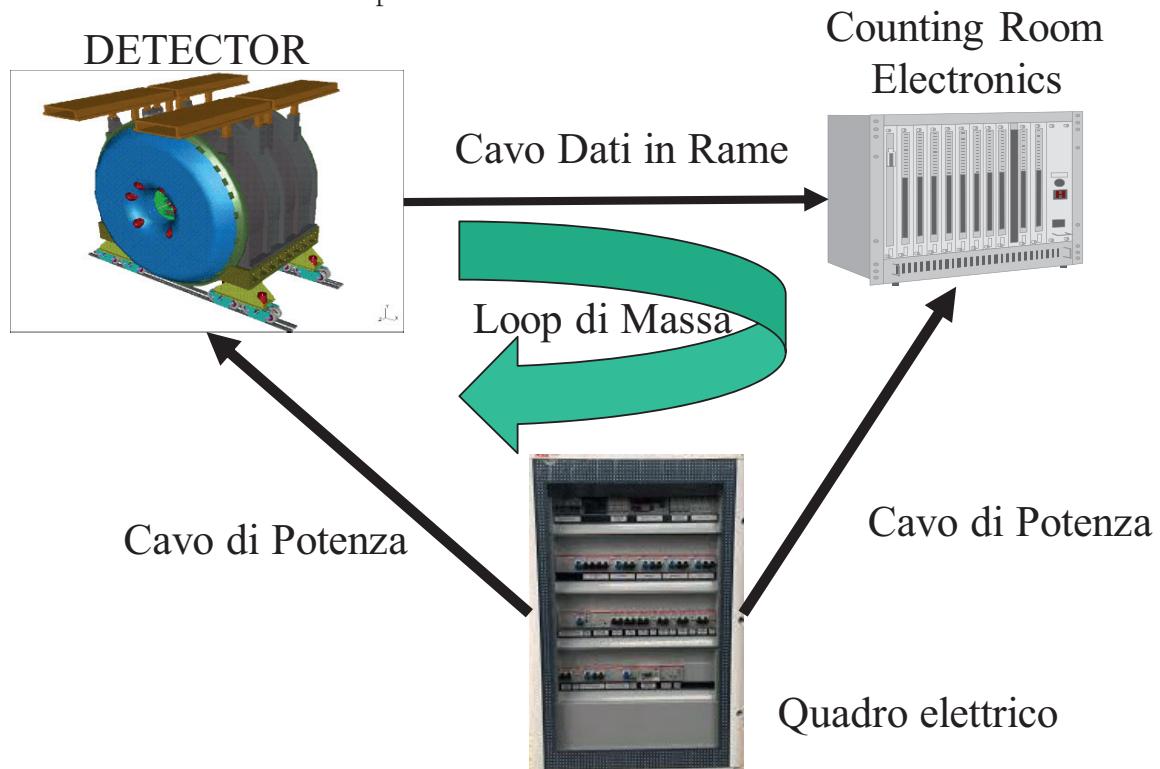 DETECTOR
Counting Room
Electronics
Cavo Dati in Rame
Loop di Massa
Cavo di Potenza
Cavo di Potenza
Quadro elettrico